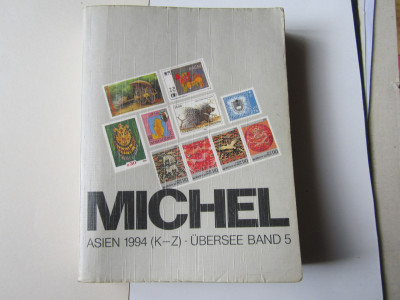 MICHEL
ASIEN 1994 (K–Z) · ÜBERSEE BAND 5